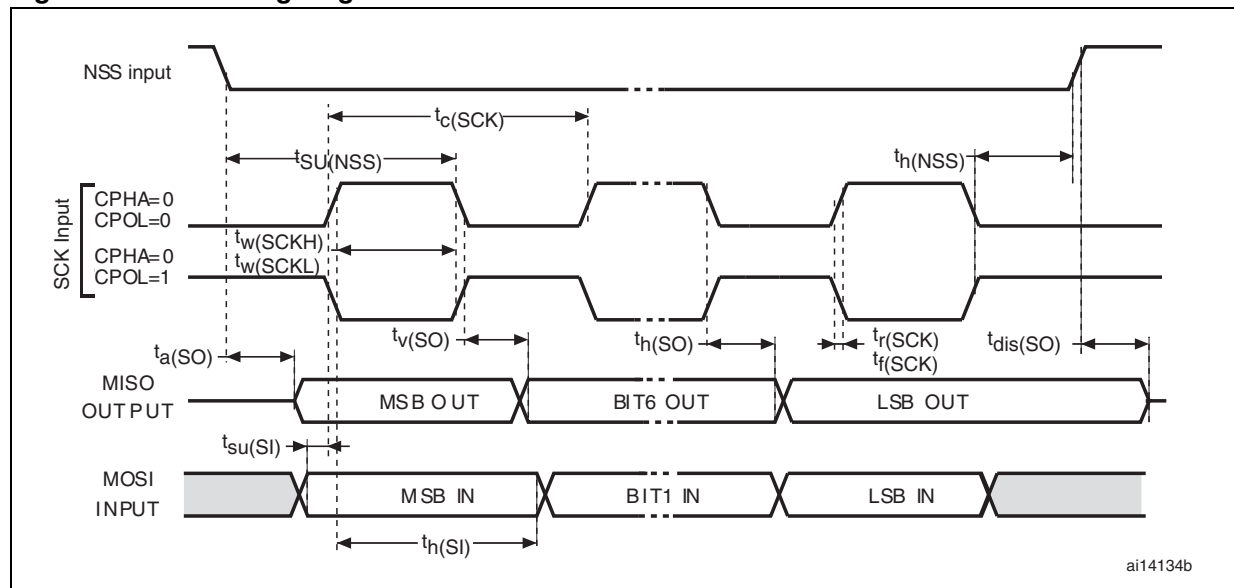 NSS input
tc(SCK)
tSU(NSS)
th(NSS)
SCK Input
CPHA=0
CPOL=0
tw(SCKH)
CPHA=0
tw(SCKL)
CPOL=1
tv(SO)
th(SO)
tr(SCK)
tf(SCK)
tdis(SO)
ta(SO)
MISO
OUTPUT
MSB OUT
BIT6 OUT
LSB OUT
tsu(SI)
MOSI
INPUT
MSB IN
BIT1 IN
LSB IN
th(SI)
ai14134b